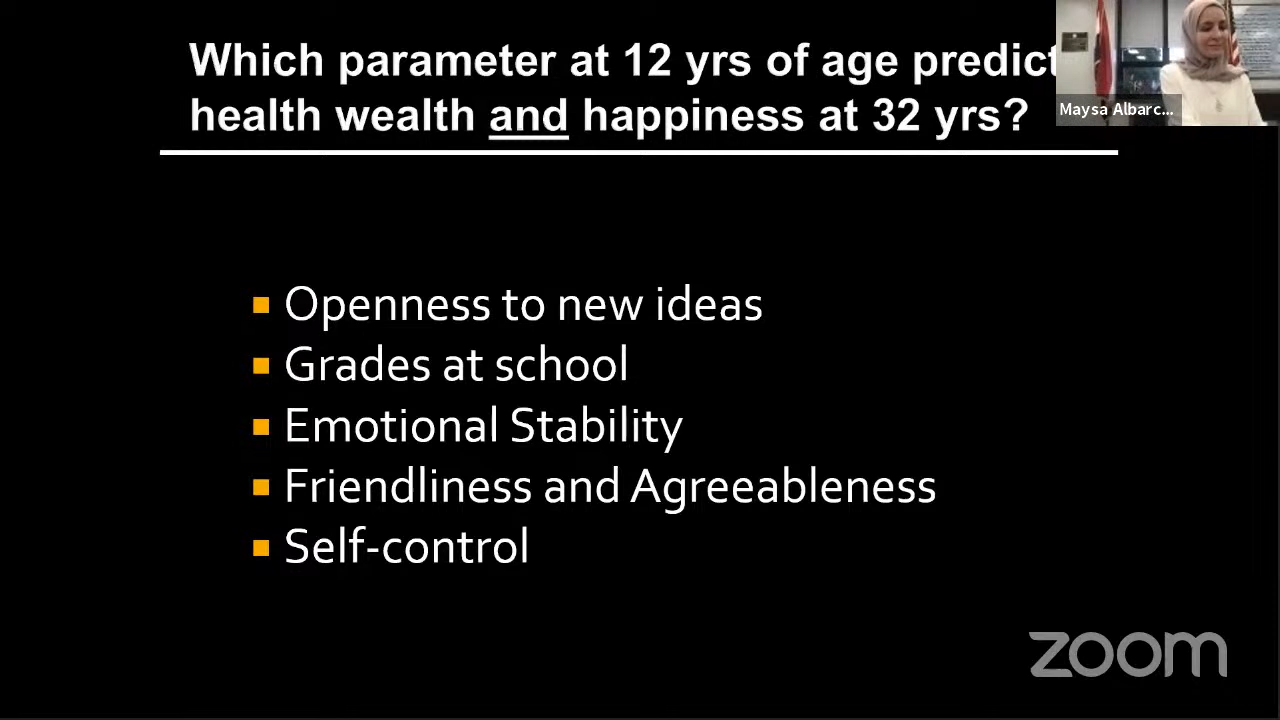 Which parameter at 12 yrs of age predict
health wealth and happiness at 32 yrs?
Maysa Albarc...
Openness to new ideas
Grades at school
Emotional Stability
Friendliness and Agreeableness
Self-control
zoom